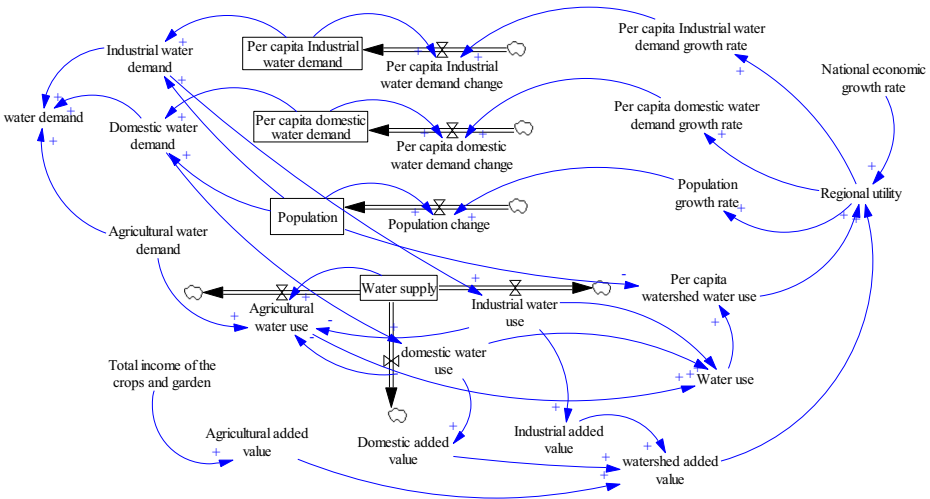 Industrial water
demand
Per capita Industrial
water demand
Per capita Industrial
water demand change
Per capita Industrial water
demand growth rate
National economic
growth rate
water demand
Domestic water
demand
Per capita domestic
water demand
Per capita domestic
water demand change
Per capita domestic water
demand growth rate
Population
Population change
Population
growth rate
Regional utility
Agricultural water
demand
Water supply
Agricultural
water use
Industrial water
use
Per capita
watershed water use
domestic water
use
Water use
Total income of the
crops and garden
Agricultural added
value
Domestic added
value
Industrial added
value
watershed added
value